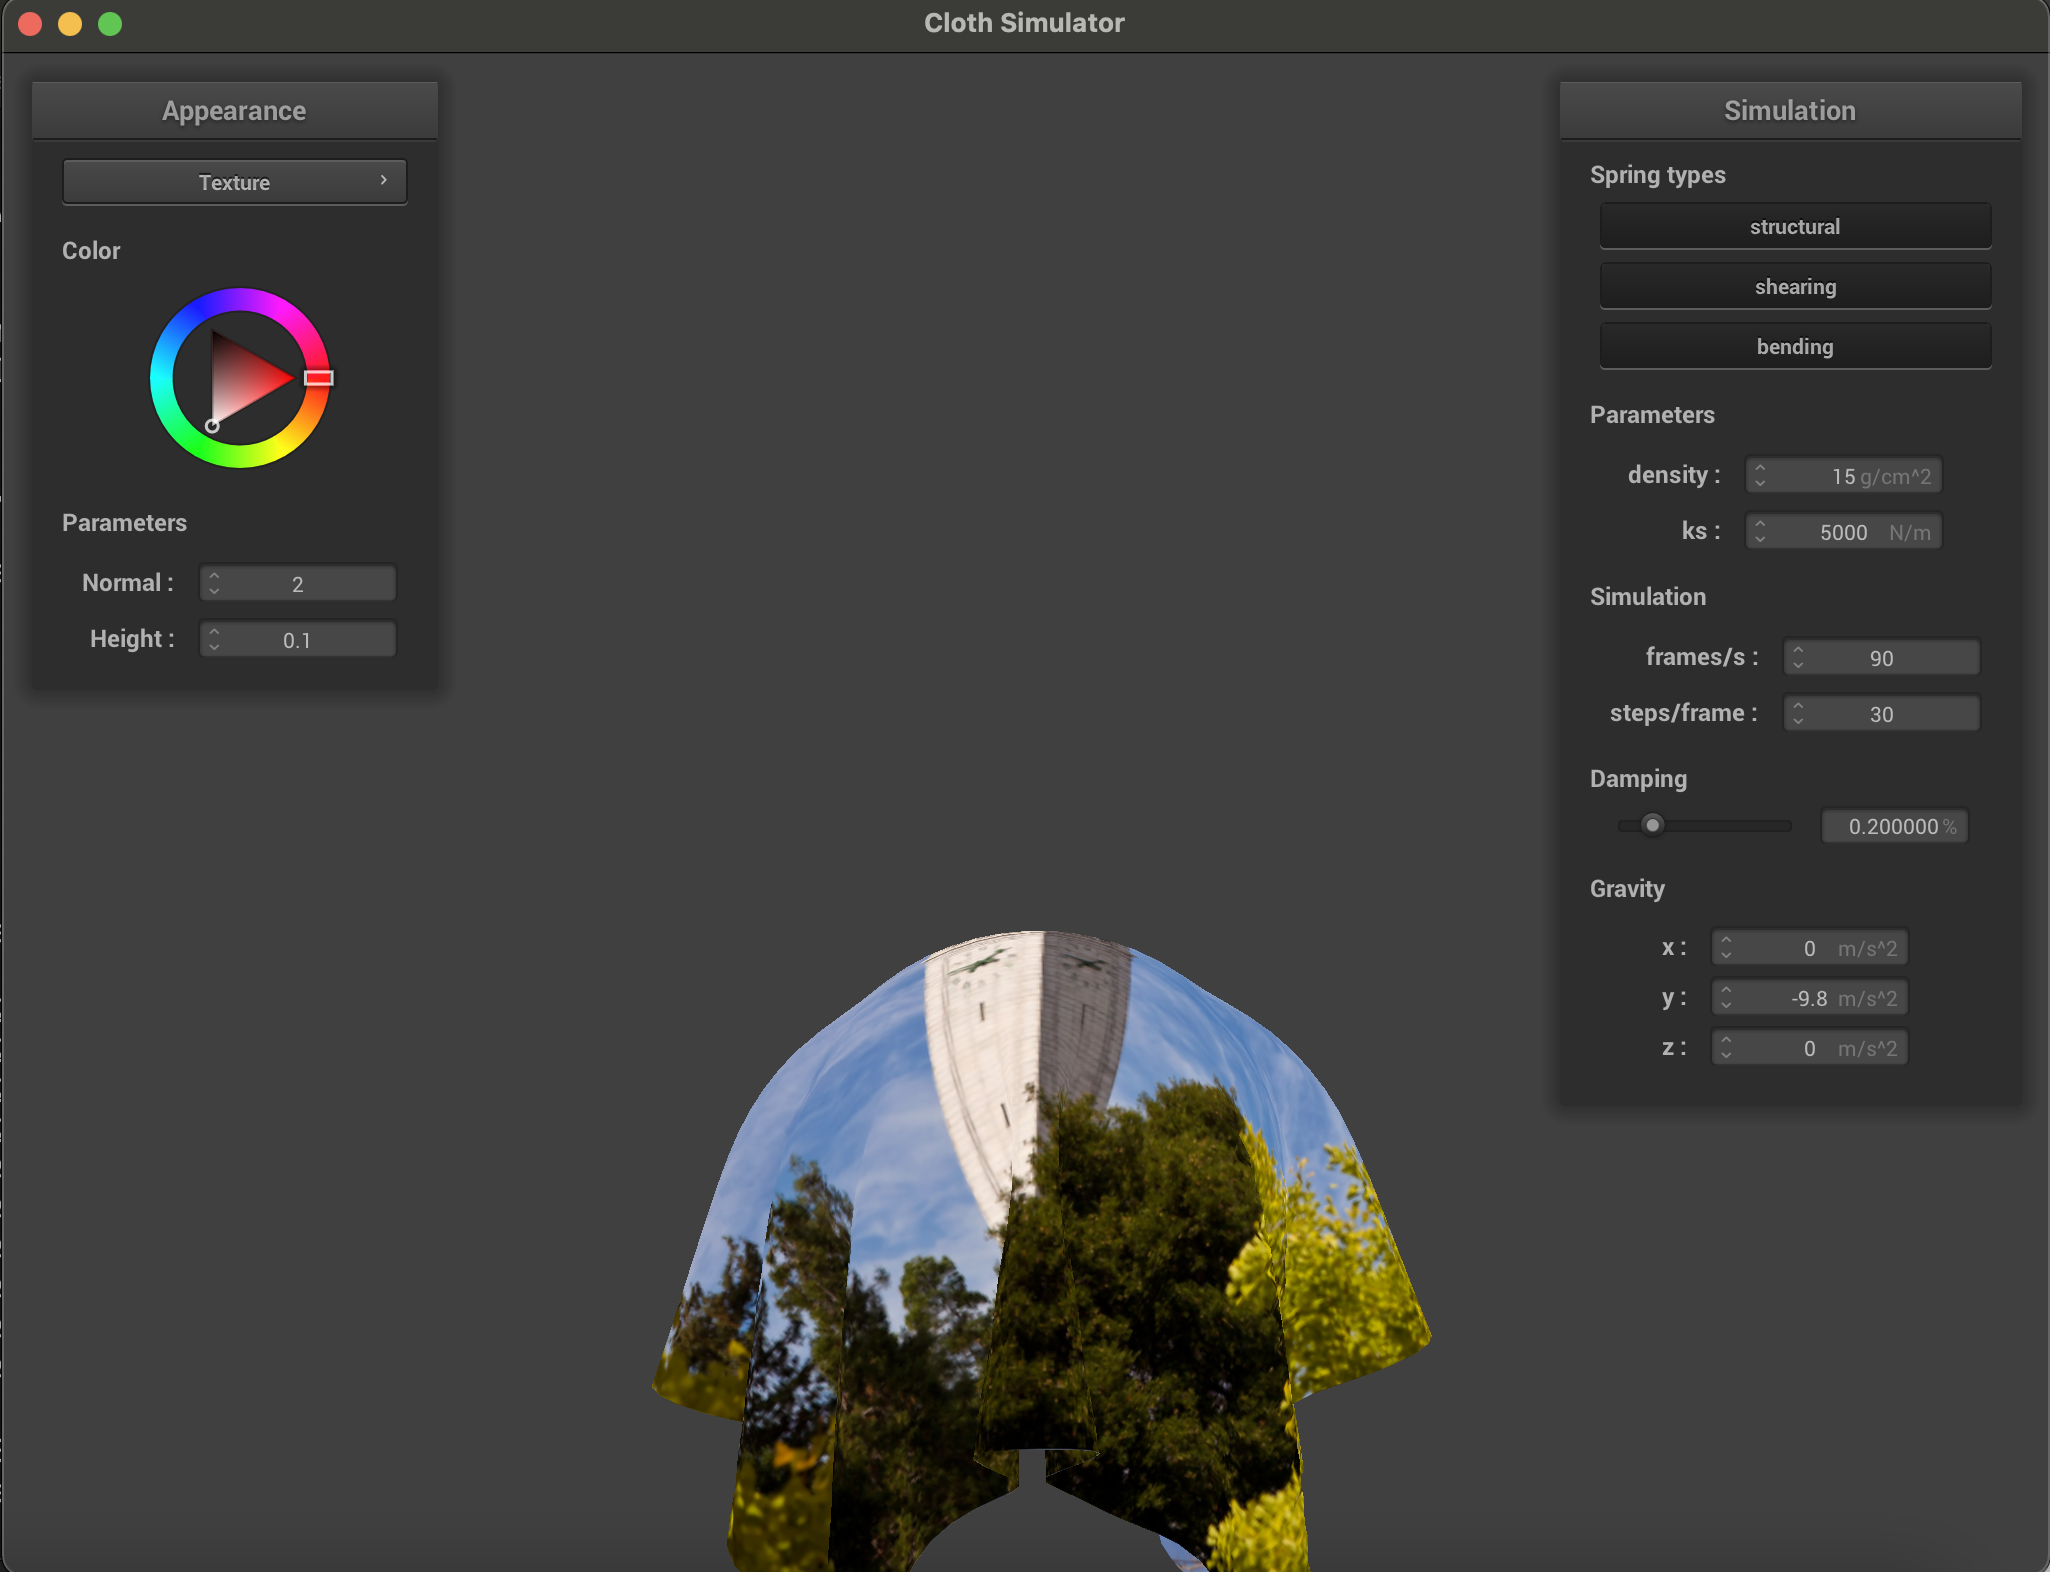 Cloth Simulator
Appearance
Texture
Color
Parameters
Normal : 2
Height : 0.1
Simulation
Spring types
structural
shearing
bending
Parameters
density : 15 g/cm^2
ks : 5000 N/m
Simulation
frames/s : 90
steps/frame : 30
Damping
0.200000 %
Gravity
x : 0 m/s^2
y : -9.8 m/s^2
z : 0 m/s^2